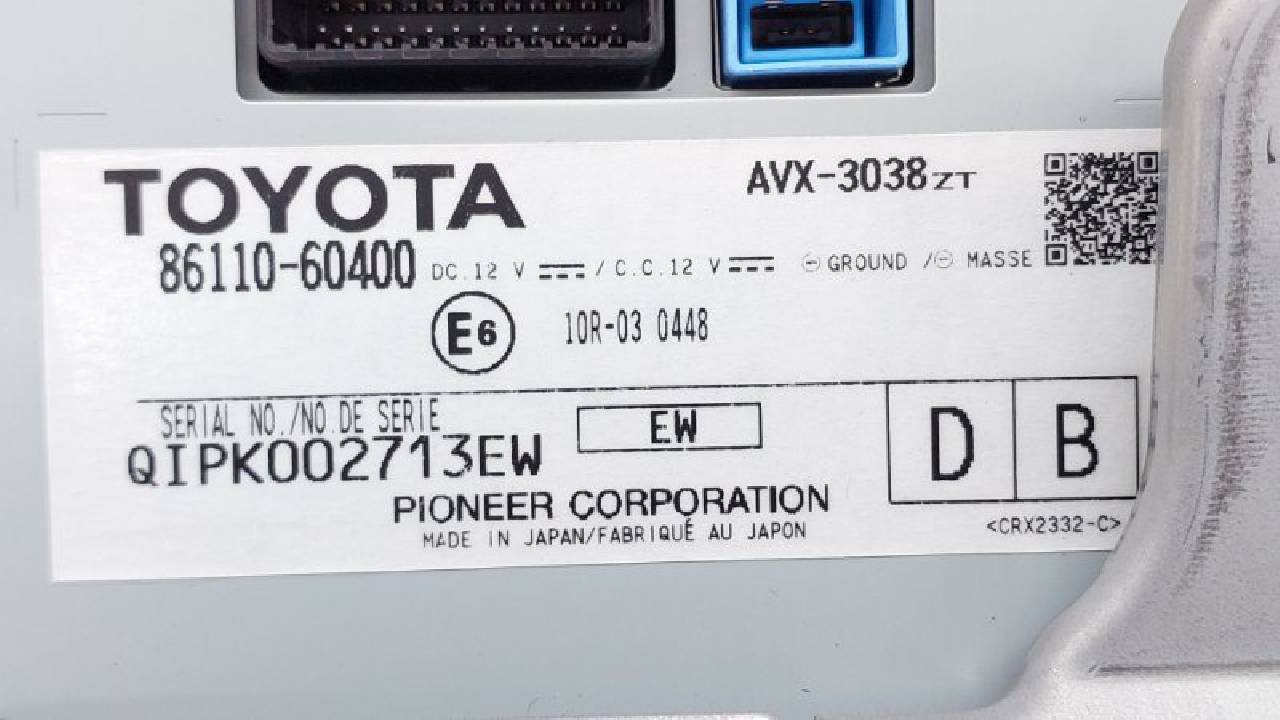 TOYOTA
AVX-3038ZT
86110-60400 DC.12 V ⎓ / C.C.12 V ⎓ ⊖ GROUND / ⊖ MASSE
E6 10R-03 0448
SERIAL NO./NO.DE SERIE
QIPK002713EW
EW
D B
PIONEER CORPORATION
MADE IN JAPAN/FABRIQUÉ AU JAPON
<CRX2332-C>